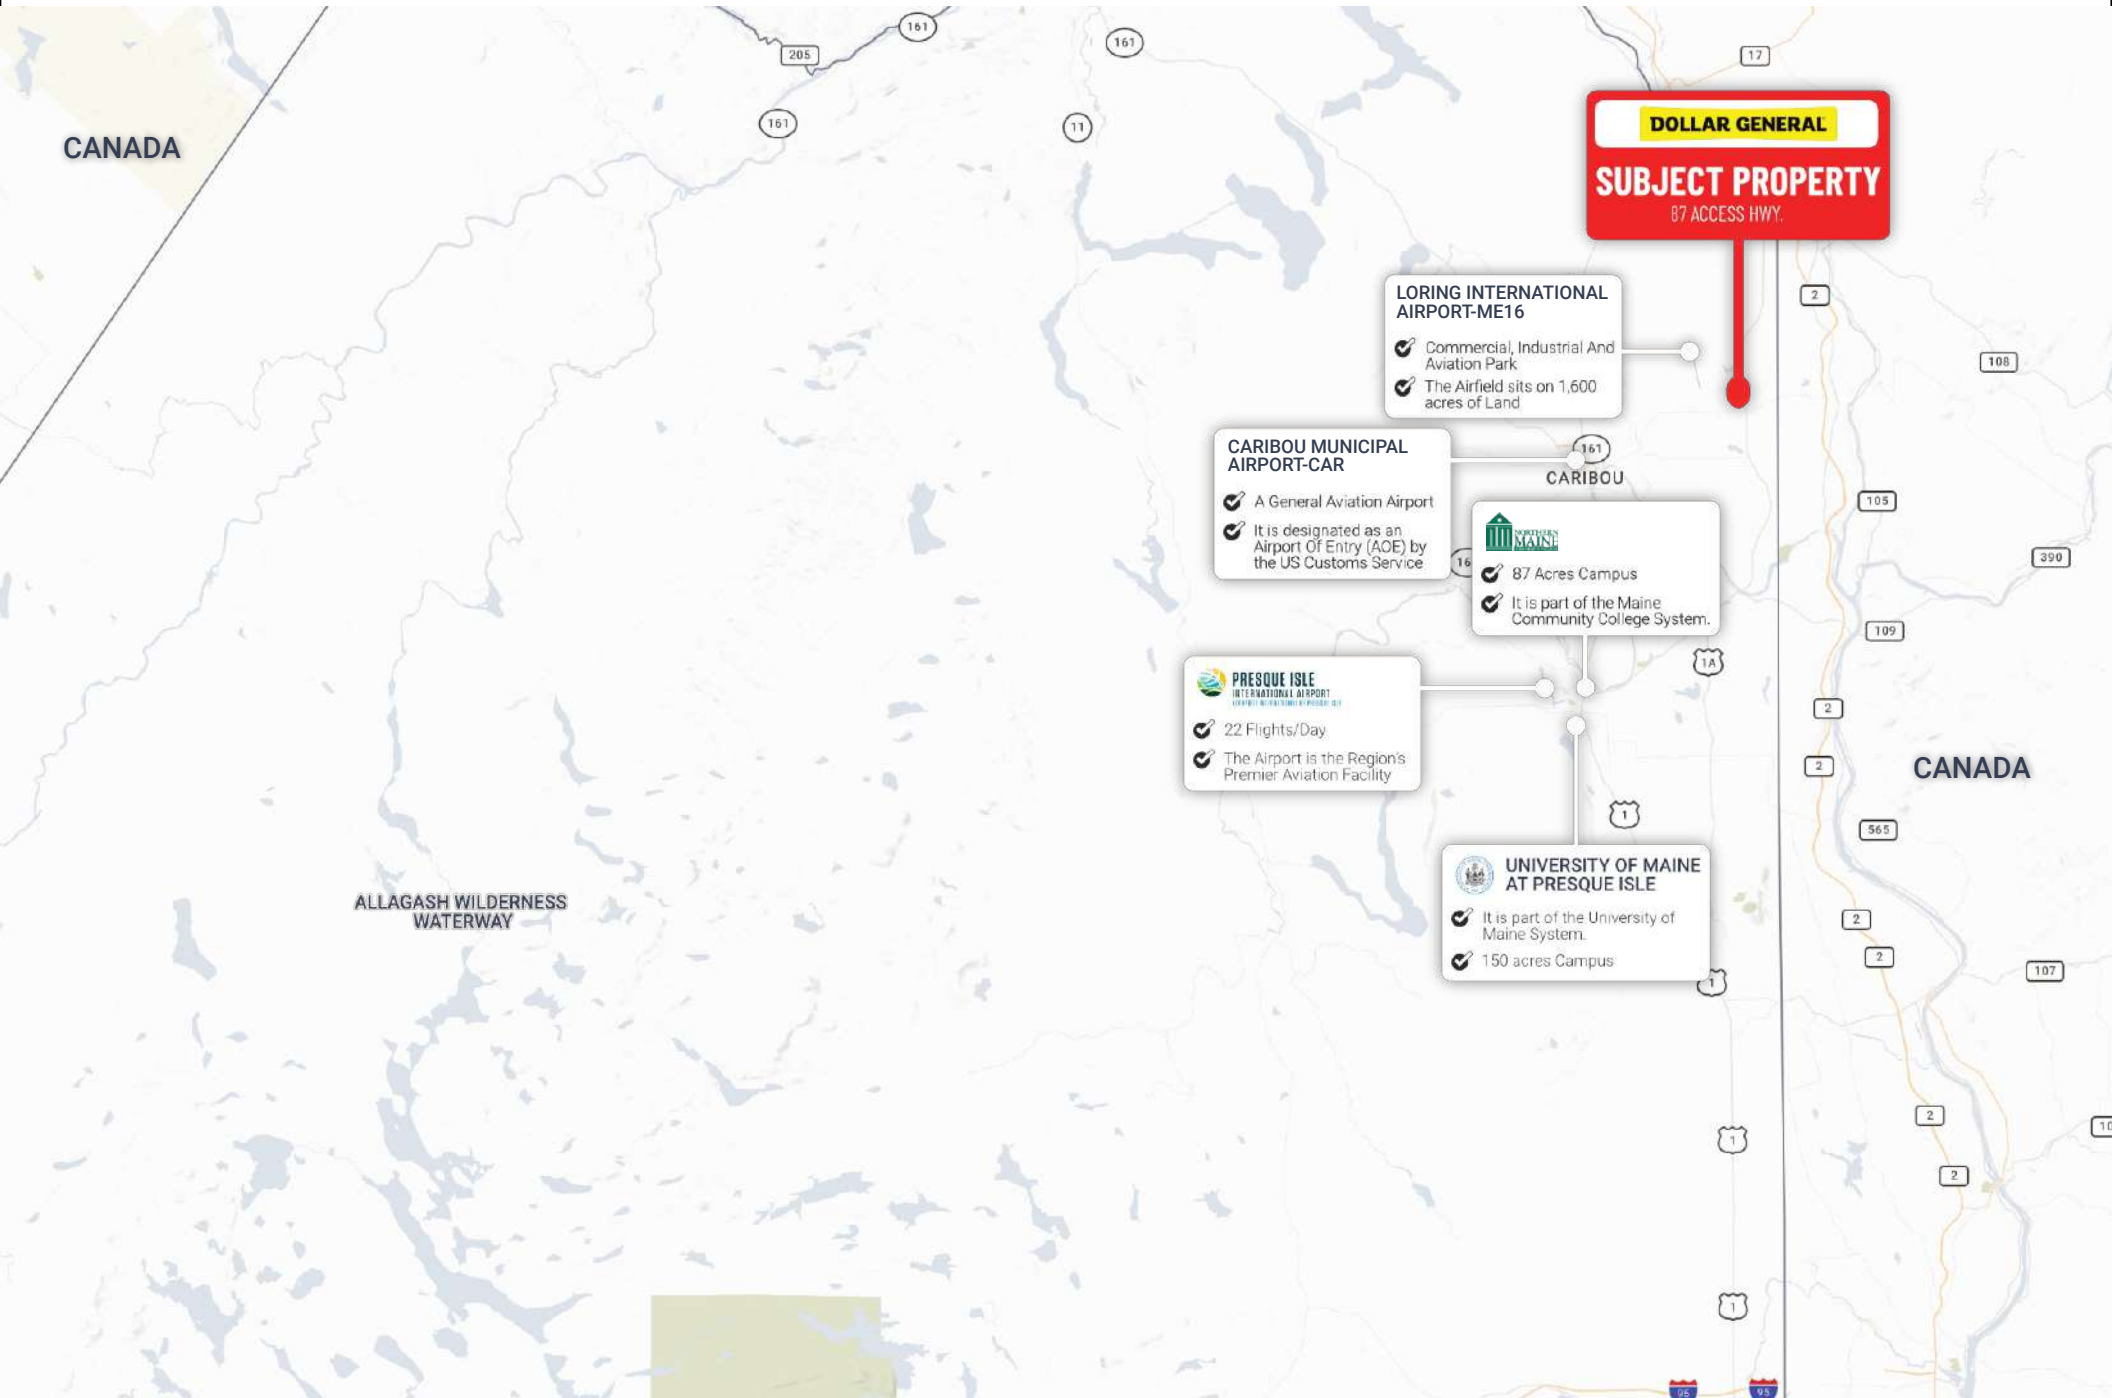 161
205
161
161
11
17
CANADA
DOLLAR GENERAL
SUBJECT PROPERTY
87 ACCESS HWY.
LORING INTERNATIONAL
AIRPORT-ME16
Commercial, Industrial And
Aviation Park
The Airfield sits on 1,600
acres of Land
2
108
CARIBOU MUNICIPAL
AIRPORT-CAR
A General Aviation Airport
It is designated as an
Airport Of Entry (AOE) by
the US Customs Service
161
CARIBOU
105
390
16
NORTHERN
MAINE
87 Acres Campus
It is part of the Maine
Community College System.
109
1A
PRESQUE ISLE
INTERNATIONAL AIRPORT
22 Flights/Day
The Airport is the Region's
Premier Aviation Facility
2
2
CANADA
1
565
UNIVERSITY OF MAINE
AT PRESQUE ISLE
It is part of the University of
Maine System.
150 acres Campus
ALLAGASH WILDERNESS
WATERWAY
2
2
107
1
2
10
1
2
1
95
95